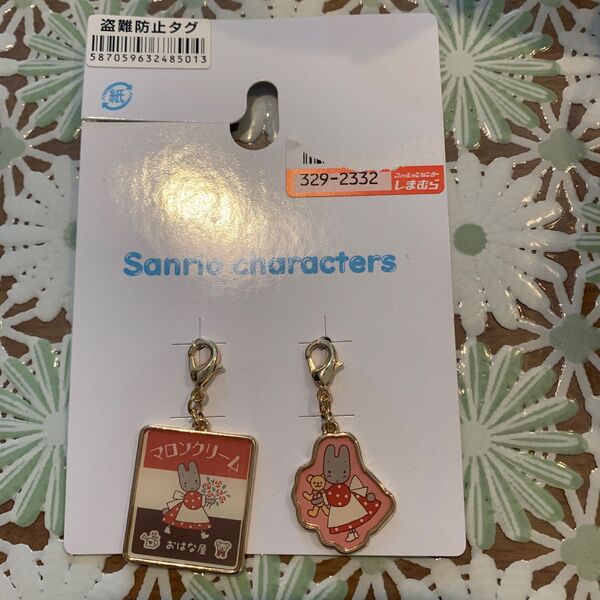 盗難防止タグ
587059632485013
紙
329-2332
ファッションセンター
しまむら
Sanrio characters
マロンクリーム
おはな屋